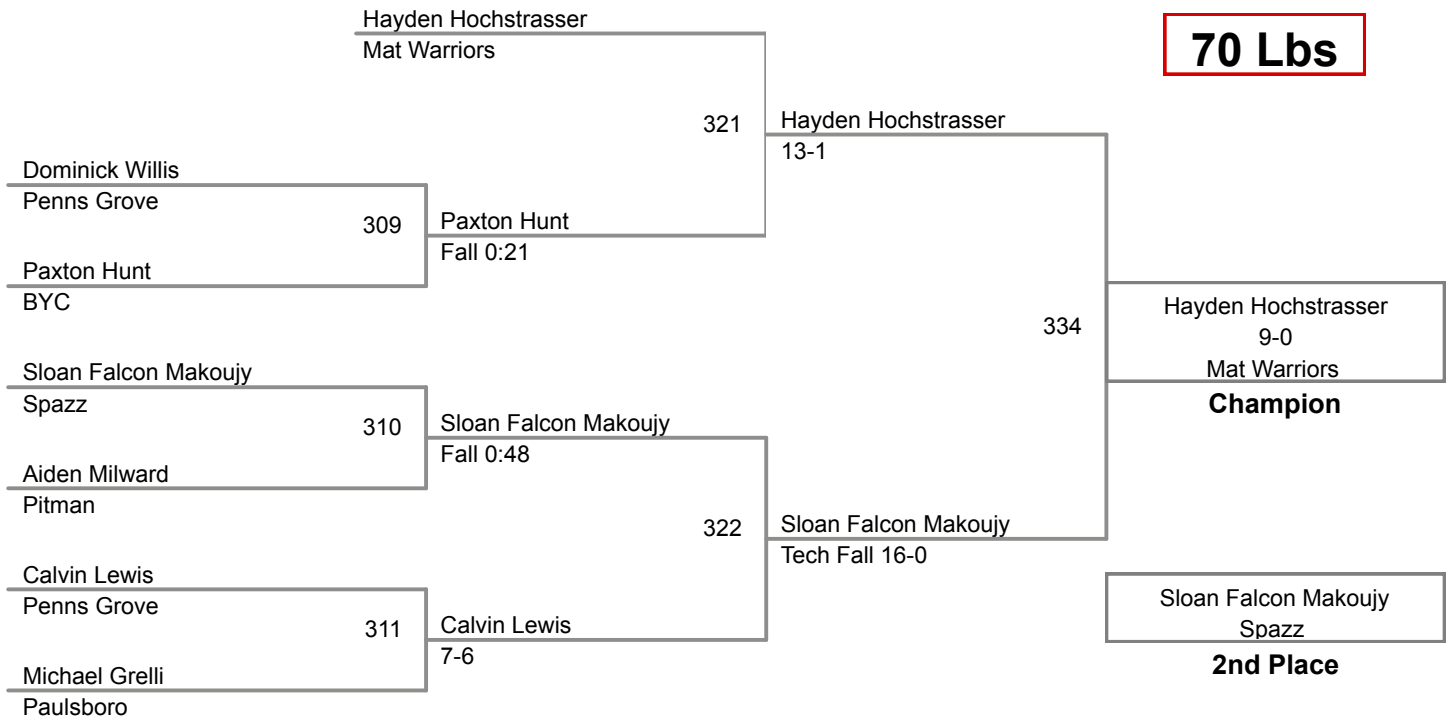 Hayden Hochstrasser
Mat Warriors
70 Lbs
321
Hayden Hochstrasser
13-1
Dominick Willis
Penns Grove
309
Paxton Hunt
Fall 0:21
Paxton Hunt
BYC
334
Hayden Hochstrasser
9-0
Mat Warriors
Champion
Sloan Falcon Makoujy
Spazz
310
Sloan Falcon Makoujy
Fall 0:48
Aiden Milward
Pitman
322
Sloan Falcon Makoujy
Tech Fall 16-0
Calvin Lewis
Penns Grove
311
Calvin Lewis
7-6
Michael Grelli
Paulsboro
Sloan Falcon Makoujy
Spazz
2nd Place